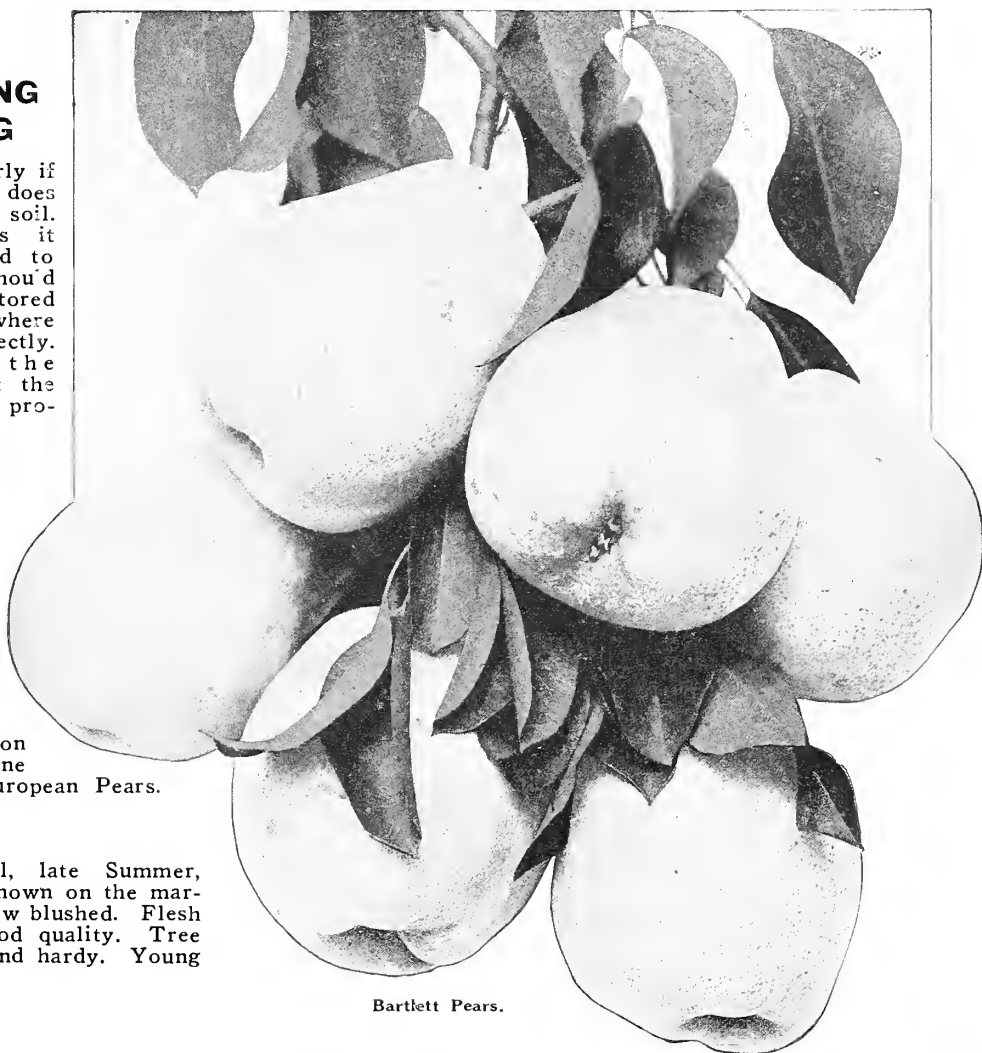 NG
G
rly if
does
soil.
s it
d to
hou'd
tored
where
ectly.
the
the
pro-
on
ne
uropean Pears.
l, late Summer,
nown on the mar-
w blushed. Flesh
od quality. Tree
nd hardy. Young
Bartlett Pears.